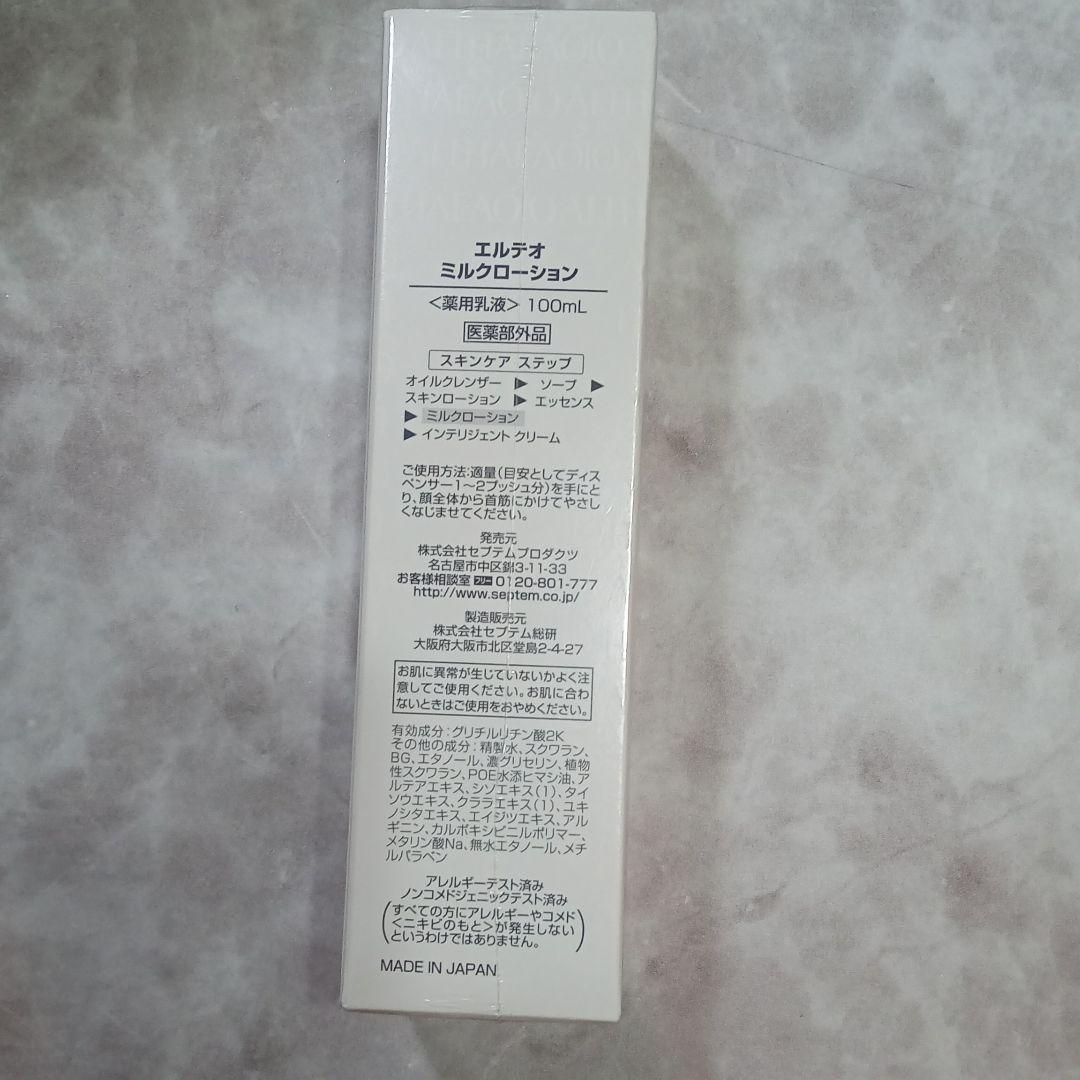 エルデオ
ミルクローション
<薬用乳液> 100mL
医薬部外品
スキンケア ステップ
オイルクレンザー ▶ ソープ ▶
スキンローション ▶ エッセンス
▶ ミルクローション
▶ インテリジェント クリーム
ご使用方法:適量(目安としてディス
ペンサー1～2プッシュ分)を手にと
り、顔全体から首筋にかけてやさし
くなじませてください。
発売元
株式会社セプテムプロダクツ
名古屋市中区錦3-11-33
お客様相談室 フリー 0120-801-777
http://www.septem.co.jp/
製造販売元
株式会社セプテム総研
大阪府大阪市北区堂島2-4-27
お肌に異常が生じていないかよく注
意してご使用ください。お肌に合わ
ないときはご使用をおやめください。
有効成分:グリチルリチン酸2K
その他の成分:精製水、スクワラン、
BG、エタノール、濃グリセリン、植物
性スクワラン、POE水添ヒマシ油、ア
ルテアエキス、シソエキス(1)、タイ
ソウエキス、クララエキス(1)、ユキ
ノシタエキス、エイジツエキス、アル
ギニン、カルボキシビニルポリマー、
メタリン酸Na、無水エタノール、メチ
ルパラベン
アレルギーテスト済み
ノンコメドジェニックテスト済み
(すべての方にアレルギーやコメド
<ニキビのもと>が発生しない
というわけではありません。)
MADE IN JAPAN